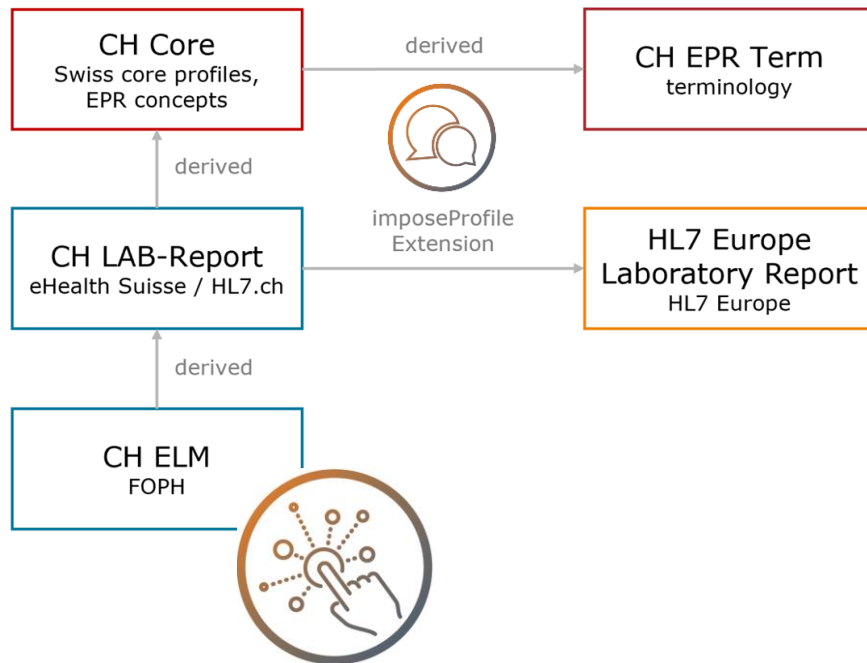 CH Core
Swiss core profiles,
EPR concepts
derived
CH EPR Term
terminology
derived
imposeProfile
Extension
CH LAB-Report
eHealth Suisse / HL7.ch
HL7 Europe
Laboratory Report
HL7 Europe
derived
CH ELM
FOPH